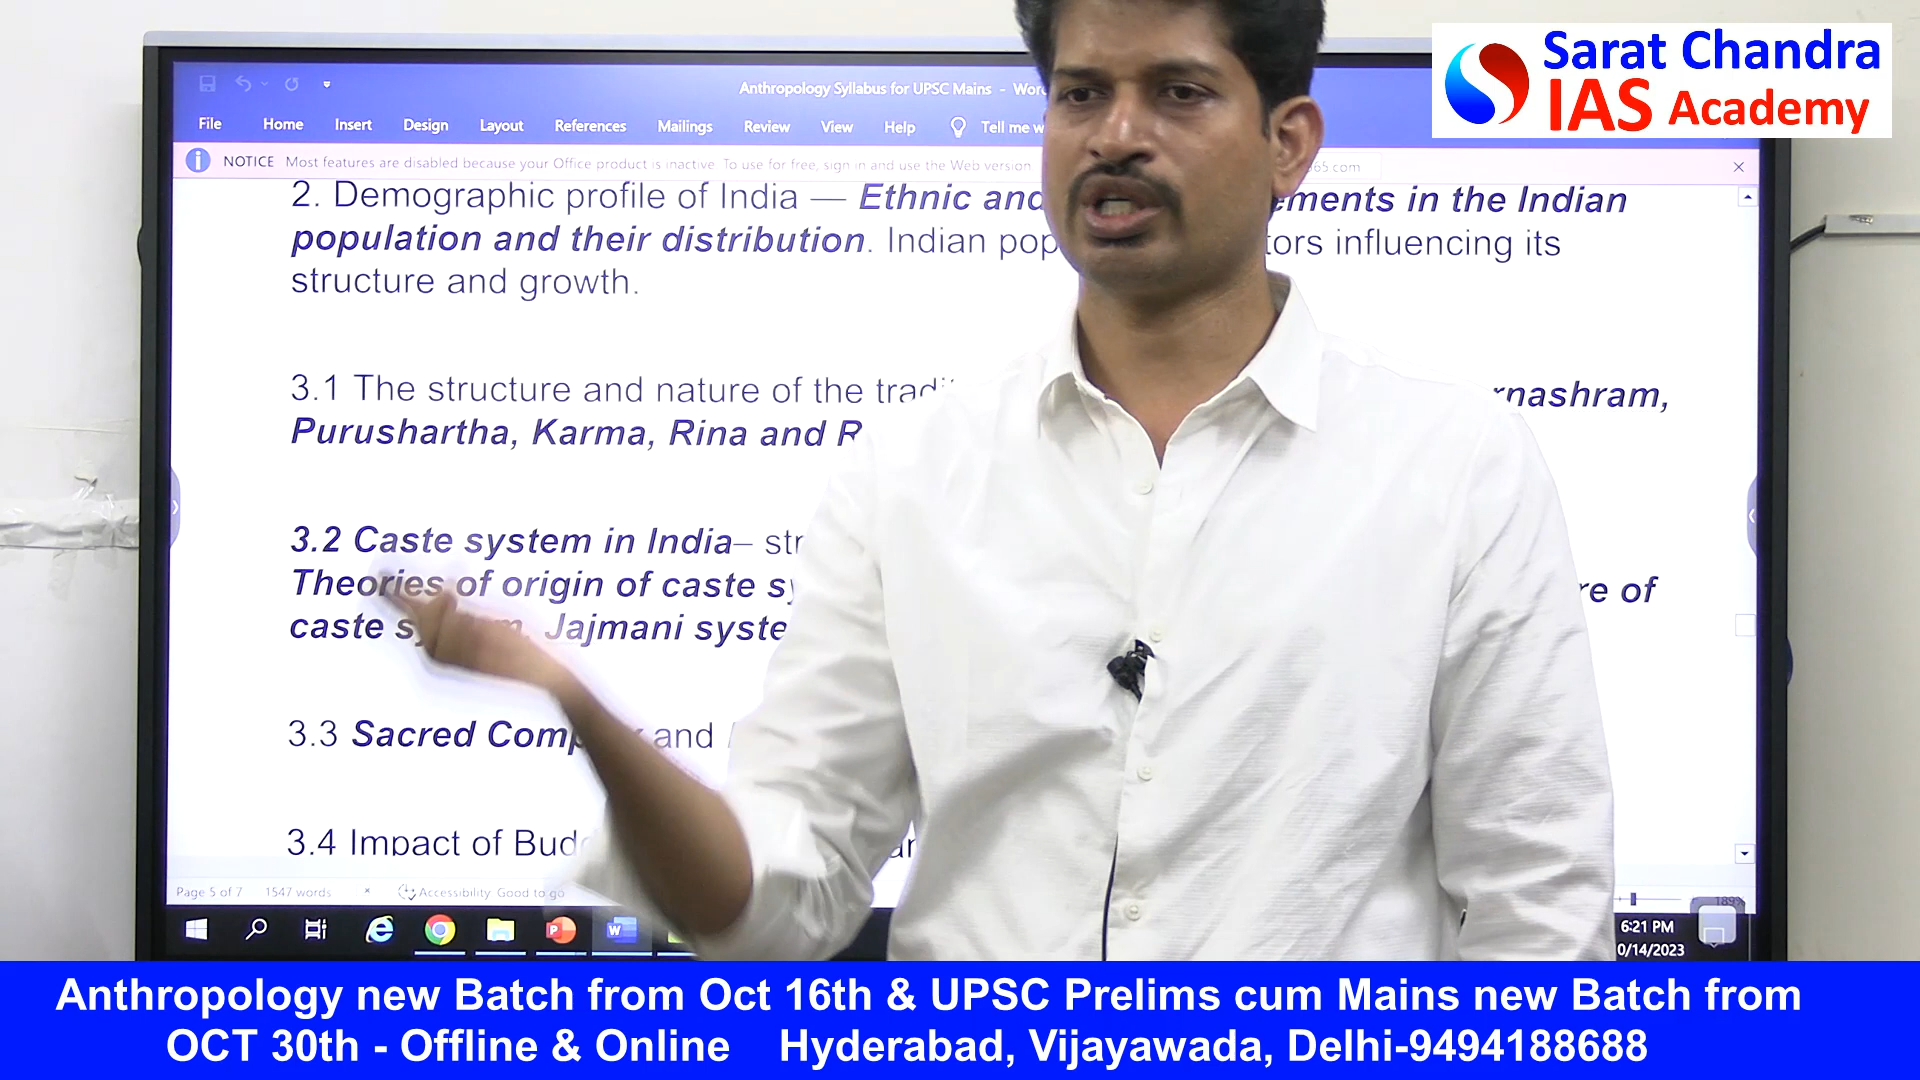 Sarat Chandra
IAS Academy
Anthropology Syllabus for UPSC Mains - Wor
File Home Insert Design Layout References Mailings Review View Help Tell me w
NOTICE Most features are disabled because your Office product is inactive To use for free, sign in and use the Web version 65.com
2. Demographic profile of India — Ethnic and ements in the Indian
population and their distribution. Indian pop tors influencing its
structure and growth.
3.1 The structure and nature of the trad rnashram,
Purushartha, Karma, Rina and R
3.2 Caste system in India– str
Theories of origin of caste sy re of
caste Jajmani syste
3.3 Sacred Comp and
3.4 Impact of Bud ar
Page 5 of 7 1547 words Accessibility Good to go 189%
6:21 PM
0/14/2023
Anthropology new Batch from Oct 16th & UPSC Prelims cum Mains new Batch from
OCT 30th - Offline & Online Hyderabad, Vijayawada, Delhi-9494188688